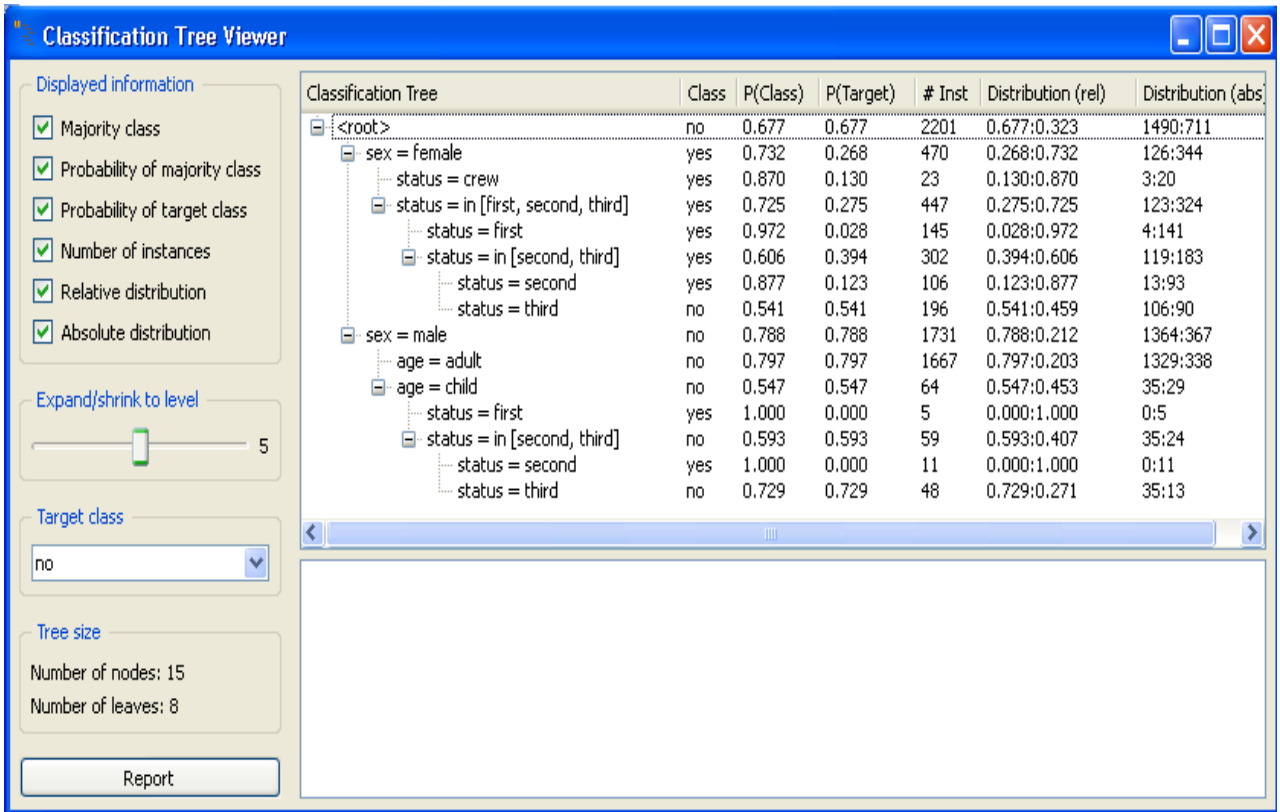 Classification Tree Viewer
Displayed information
Majority class
Probability of majority class
Probability of target class
Number of instances
Relative distribution
Absolute distribution
Expand/shrink to level
5
Target class
no
Tree size
Number of nodes: 15
Number of leaves: 8
Report
Classification Tree Class P(Class) P(Target) # Inst Distribution (rel) Distribution (abs)
<root> no 0.677 0.677 2201 0.677:0.323 1490:711
sex = female yes 0.732 0.268 470 0.268:0.732 126:344
status = crew yes 0.870 0.130 23 0.130:0.870 3:20
status = in [first, second, third] yes 0.725 0.275 447 0.275:0.725 123:324
status = first yes 0.972 0.028 145 0.028:0.972 4:141
status = in [second, third] yes 0.606 0.394 302 0.394:0.606 119:183
status = second yes 0.877 0.123 106 0.123:0.877 13:93
status = third no 0.541 0.541 196 0.541:0.459 106:90
sex = male no 0.788 0.788 1731 0.788:0.212 1364:367
age = adult no 0.797 0.797 1667 0.797:0.203 1329:338
age = child no 0.547 0.547 64 0.547:0.453 35:29
status = first yes 1.000 0.000 5 0.000:1.000 0:5
status = in [second, third] no 0.593 0.593 59 0.593:0.407 35:24
status = second yes 1.000 0.000 11 0.000:1.000 0:11
status = third no 0.729 0.729 48 0.729:0.271 35:13